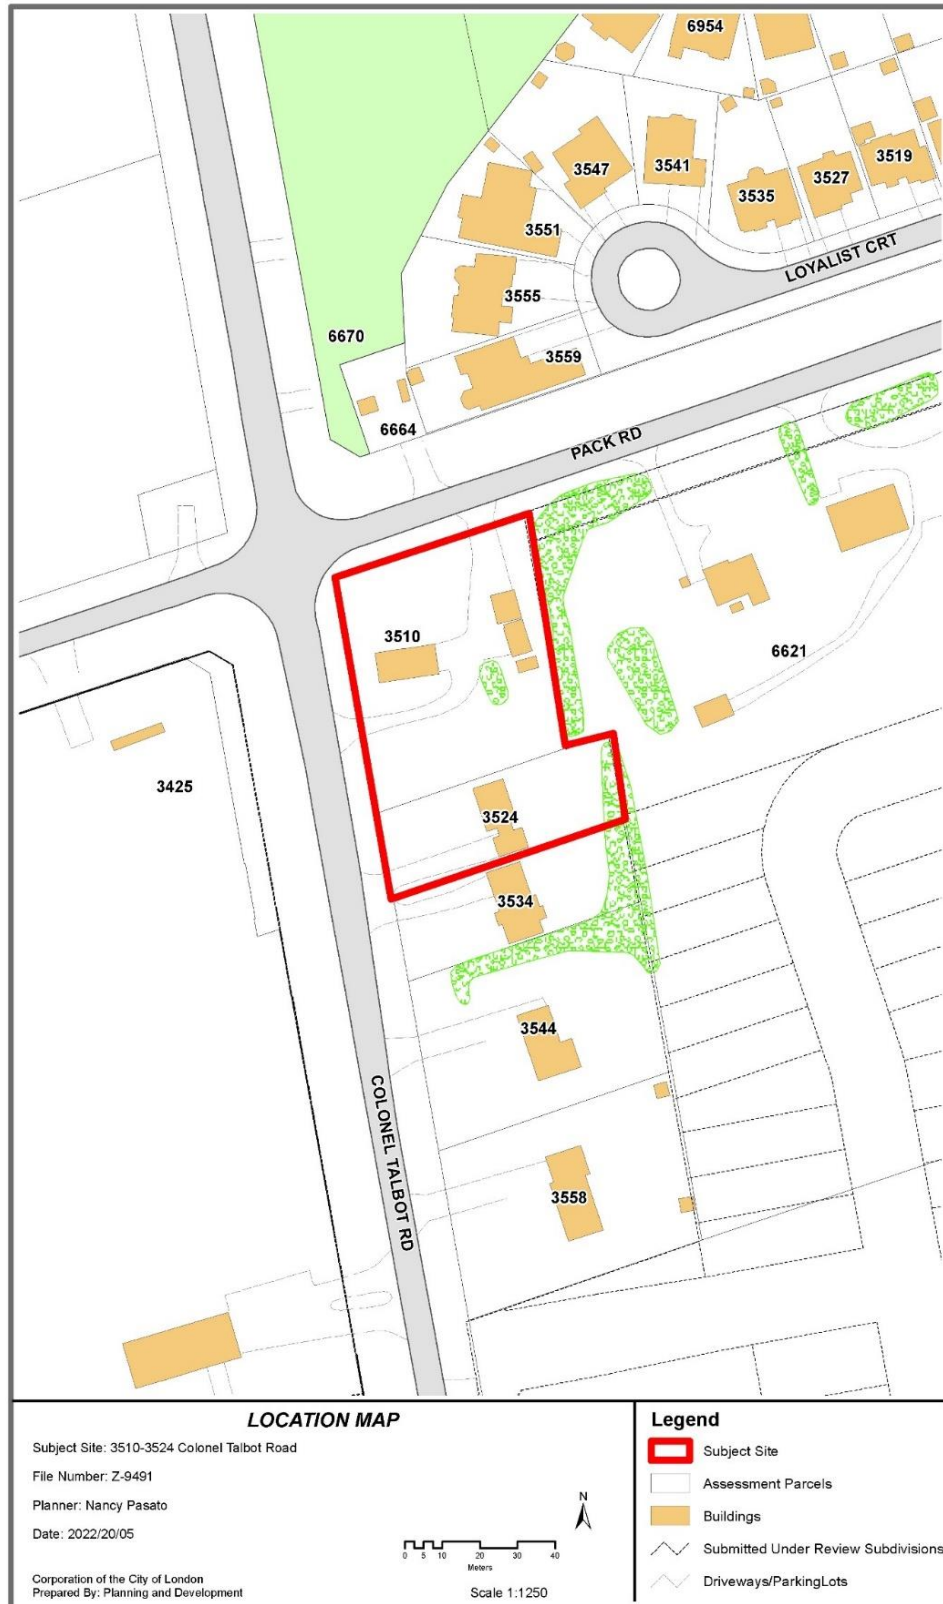 6954
3547
3541
3519
3527
3535
3551
LOYALIST CRT
3555
6670
3559
6664
PACK RD
3510
6621
3425
3524
3534
3544
COLONEL TALBOT RD
3558
LOCATION MAP
Subject Site: 3510-3524 Colonel Talbot Road
File Number: Z-9491
Planner: Nancy Pasato
Date: 2022/20/05
Corporation of the City of London
Prepared By: Planning and Development
N
0 5 10 20 30 40
Meters
Scale 1:1250
Legend
Subject Site
Assessment Parcels
Buildings
Submitted Under Review Subdivisions
Driveways/ParkingLots